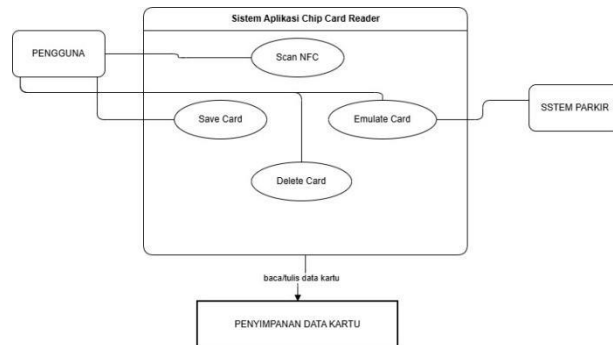 Sistem Aplikasi Chip Card Reader
PENGGUNA
Scan NFC
SSTEM PARKIR
Save Card
Emulate Card
Delete Card
baca/tulis data kartu
PENYIMPANAN DATA KARTU